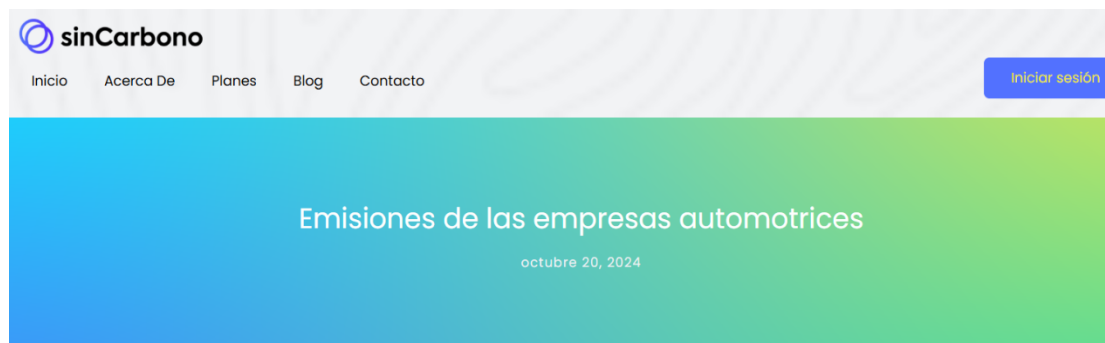 sinCarbono
Inicio Acerca De Planes Blog Contacto
Iniciar sesión
Emisiones de las empresas automotrices
octubre 20, 2024